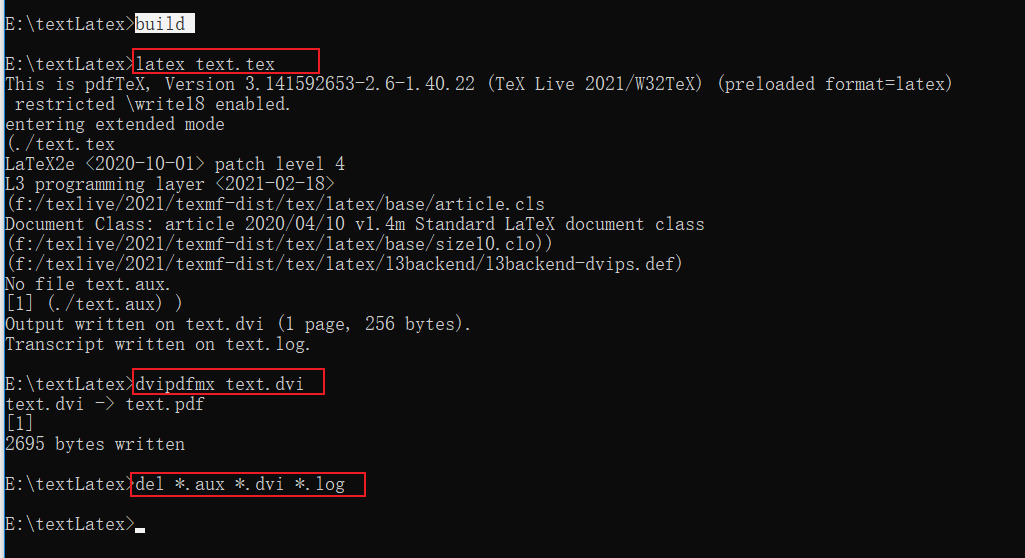 E:\textLatex>build
E:\textLatex>latex text.tex
This is pdfTeX, Version 3.141592653-2.6-1.40.22 (TeX Live 2021/W32TeX) (preloaded format=latex)
 restricted \write18 enabled.
entering extended mode
(./text.tex
LaTeX2e <2020-10-01> patch level 4
L3 programming layer <2021-02-18>
(f:/texlive/2021/texmf-dist/tex/latex/base/article.cls
Document Class: article 2020/04/10 v1.4m Standard LaTeX document class
(f:/texlive/2021/texmf-dist/tex/latex/base/size10.clo))
(f:/texlive/2021/texmf-dist/tex/latex/l3backend/l3backend-dvips.def)
No file text.aux.
[1] (./text.aux) )
Output written on text.dvi (1 page, 256 bytes).
Transcript written on text.log.
E:\textLatex>dvipdfmx text.dvi
text.dvi -> text.pdf
[1]
2695 bytes written
E:\textLatex>del *.aux *.dvi *.log
E:\textLatex>